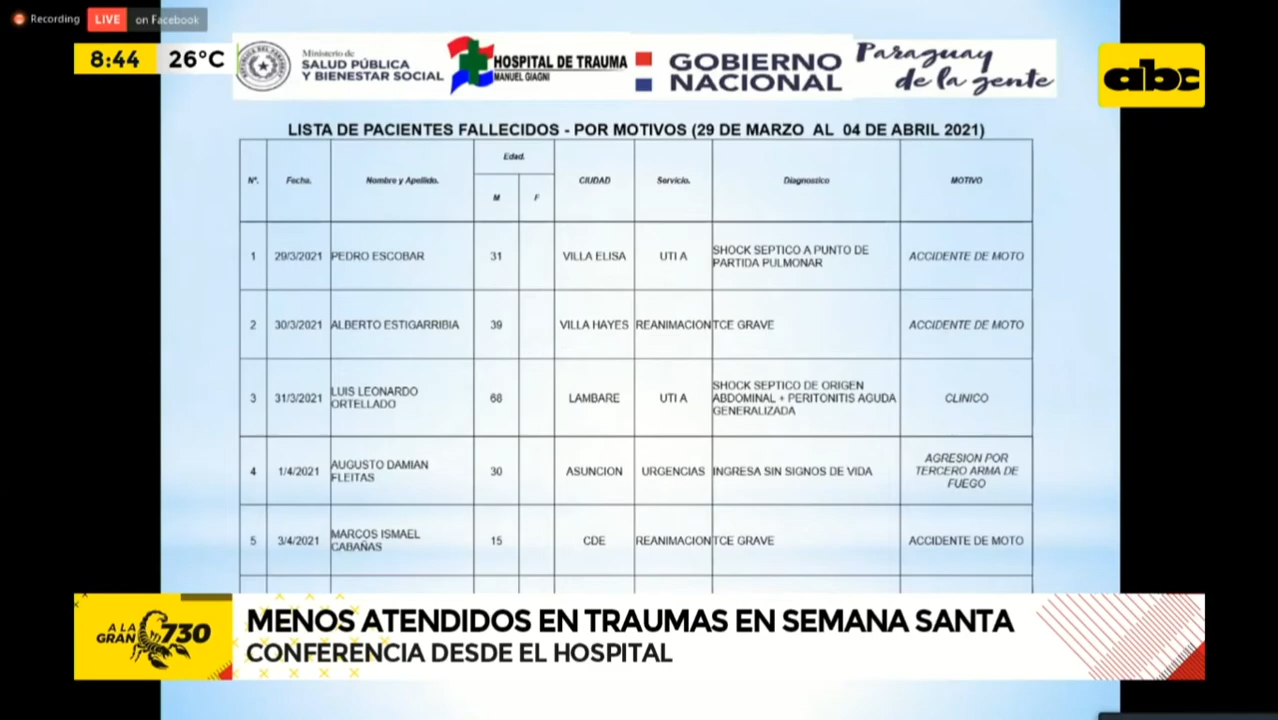 Recording
LIVE on Facebook
8:44 26°C
Ministerio de
SALUD PÚBLICA
Y BIENESTAR SOCIAL
HOSPITAL DE TRAUMA
MANUEL GIAGNI
GOBIERNO
NACIONAL
Paraguay
de la gente
abc
LISTA DE PACIENTES FALLECIDOS - POR MOTIVOS (29 DE MARZO AL 04 DE ABRIL 2021)
Nº. Fecha. Nombre y Apellido. Edad. CIUDAD Servicio. Diagnostico MOTIVO
M F
1 29/3/2021 PEDRO ESCOBAR 31 VILLA ELISA UTI A SHOCK SEPTICO A PUNTO DE PARTIDA PULMONAR ACCIDENTE DE MOTO
2 30/3/2021 ALBERTO ESTIGARRIBIA 39 VILLA HAYES REANIMACION TCE GRAVE ACCIDENTE DE MOTO
3 31/3/2021 LUIS LEONARDO ORTELLADO 68 LAMBARE UTI A SHOCK SEPTICO DE ORIGEN ABDOMINAL + PERITONITIS AGUDA GENERALIZADA CLINICO
4 1/4/2021 AUGUSTO DAMIAN FLEITAS 30 ASUNCION URGENCIAS INGRESA SIN SIGNOS DE VIDA AGRESION POR TERCERO ARMA DE FUEGO
5 3/4/2021 MARCOS ISMAEL CABAÑAS 15 CDE REANIMACION TCE GRAVE ACCIDENTE DE MOTO
A LA
GRAN 730
MENOS ATENDIDOS EN TRAUMAS EN SEMANA SANTA
CONFERENCIA DESDE EL HOSPITAL